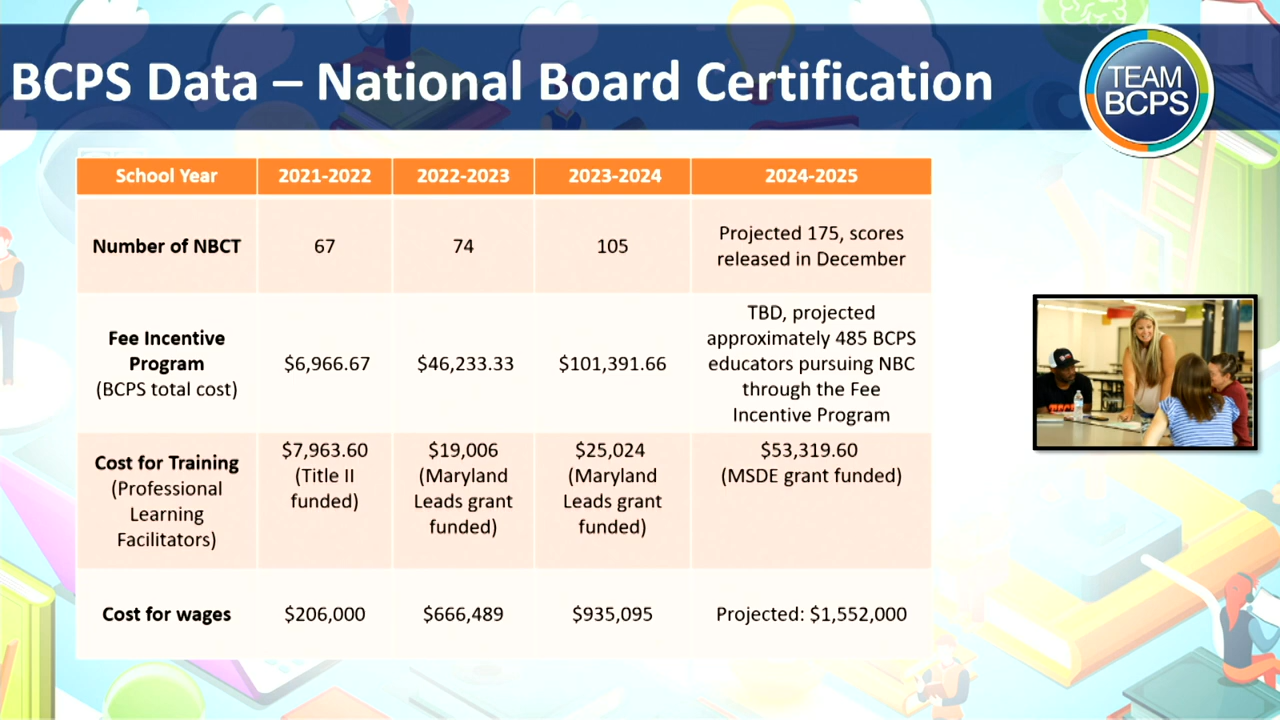 BCPS Data – National Board Certification
TEAM
BCPS
School Year 2021-2022 2022-2023 2023-2024 2024-2025
Number of NBCT 67 74 105 Projected 175, scores
released in December
Fee Incentive
Program
(BCPS total cost)
$6,966.67
$46,233.33
$101,391.66
TBD, projected
approximately 485 BCPS
educators pursuing NBC
through the Fee
Incentive Program
Cost for Training
(Professional
Learning
Facilitators)
$7,963.60
(Title II
funded)
$19,006
(Maryland
Leads grant
funded)
$25,024
(Maryland
Leads grant
funded)
$53,319.60
(MSDE grant funded)
Cost for wages $206,000 $666,489 $935,095 Projected: $1,552,000